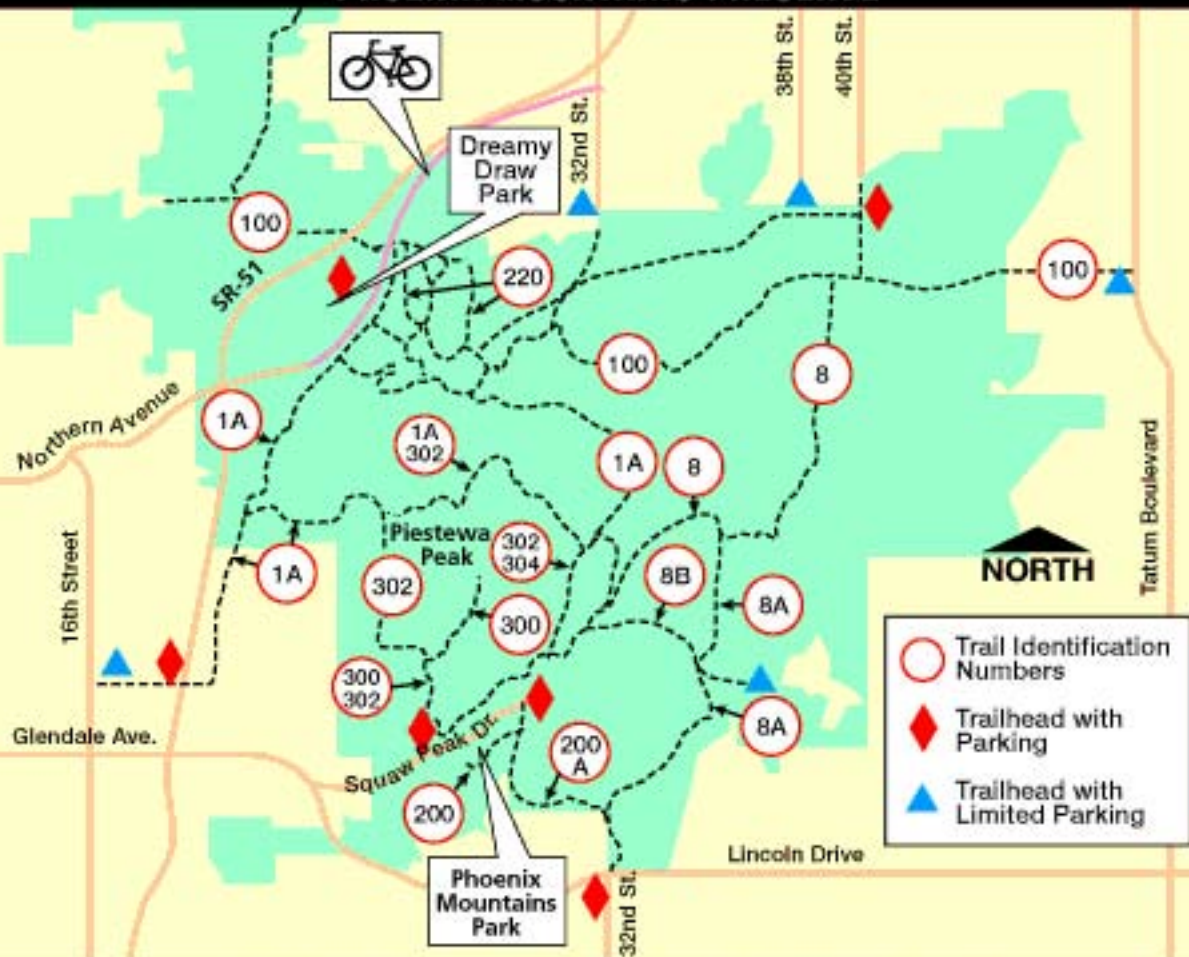 38th St.
40th St.
32nd St.
Dreamy
Draw
Park
100
SR-51
220
100
100
8
Northern Avenue
1A
1A
302
1A
8
Tatum Boulevard
Piestewa
Peak
302
304
NORTH
16th Street
1A
302
8B
8A
300
300
302
8A
Glendale Ave.
Squaw Peak Dr.
200
A
200
Phoenix
Mountains
Park
Lincoln Drive
32nd St.
Trail Identification
Numbers
Trailhead with
Parking
Trailhead with
Limited Parking